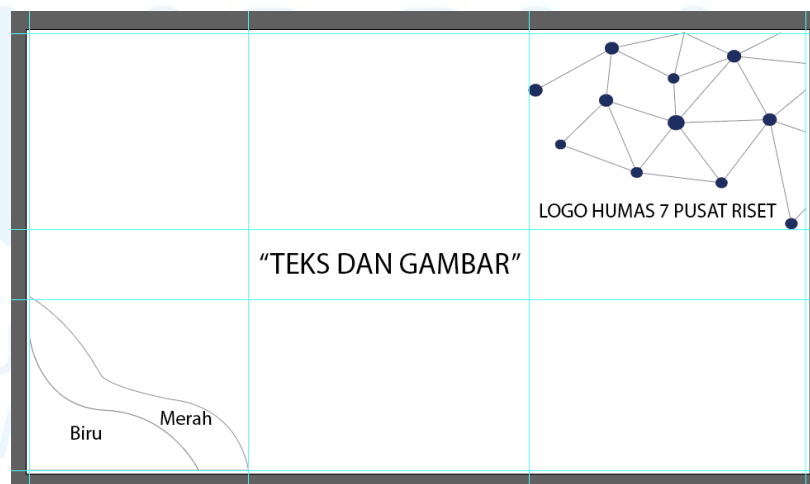 LOGO HUMAS 7 PUSAT RISET
“TEKS DAN GAMBAR”
Merah
Biru